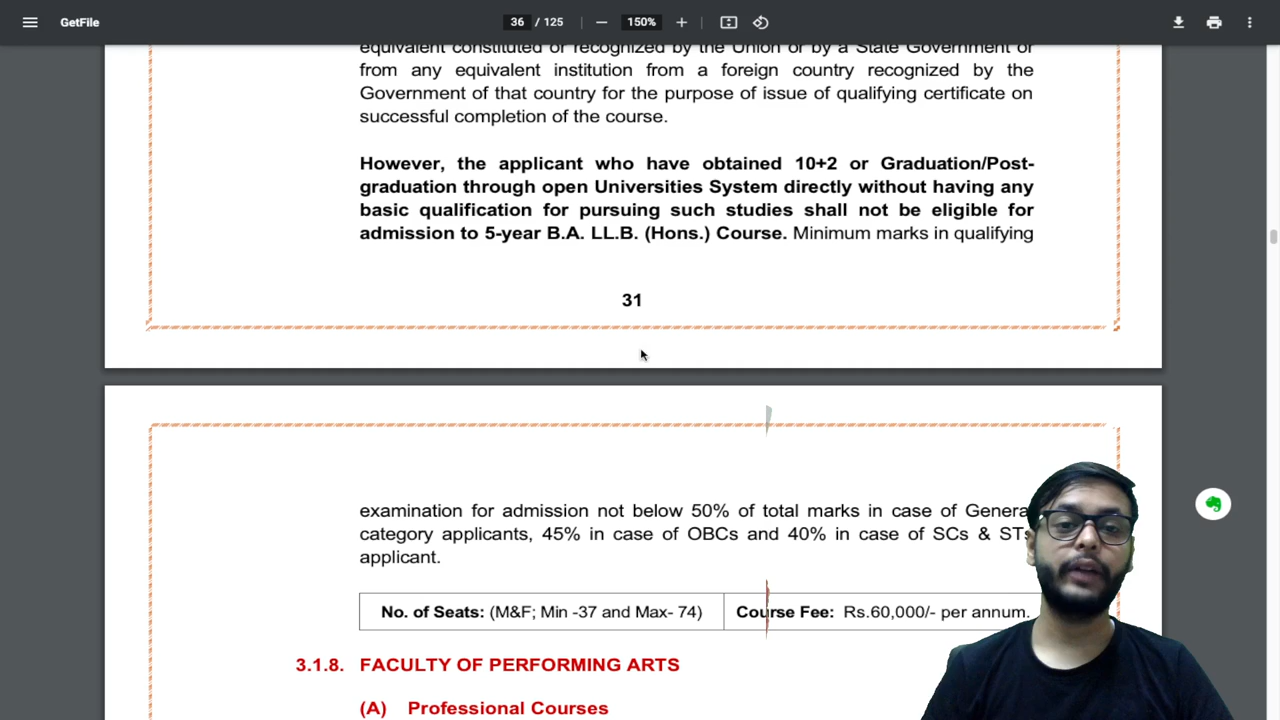 GetFile
36 / 125
150%
equivalent constituted or recognized by the Union or by a State Government or
from any equivalent institution from a foreign country recognized by the
Government of that country for the purpose of issue of qualifying certificate on
successful completion of the course.
However, the applicant who have obtained 10+2 or Graduation/Post-
graduation through open Universities System directly without having any
basic qualification for pursuing such studies shall not be eligible for
admission to 5-year B.A. LL.B. (Hons.) Course. Minimum marks in qualifying
31
examination for admission not below 50% of total marks in case of General
category applicants, 45% in case of OBCs and 40% in case of SCs & STs
applicant.
No. of Seats: (M&F; Min -37 and Max- 74) Course Fee: Rs.60,000/- per annum.
3.1.8. FACULTY OF PERFORMING ARTS
(A) Professional Courses